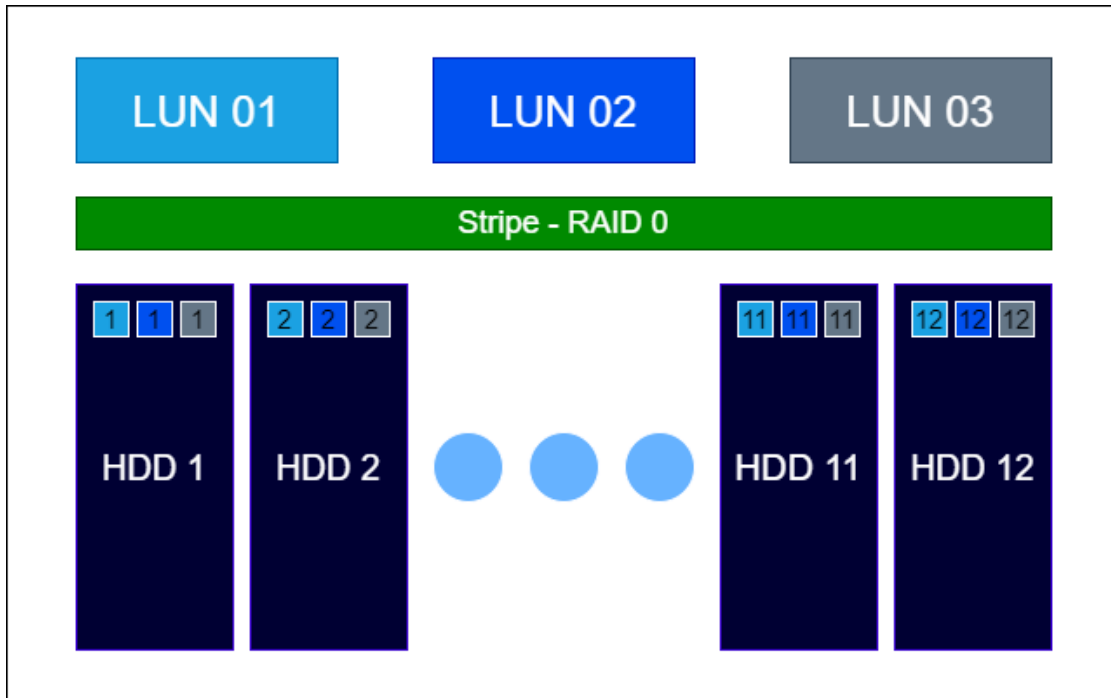 LUN 01
LUN 02
LUN 03
Stripe - RAID 0
1 1 1
2 2 2
11 11 11
12 12 12
HDD 1
HDD 2
HDD 11
HDD 12